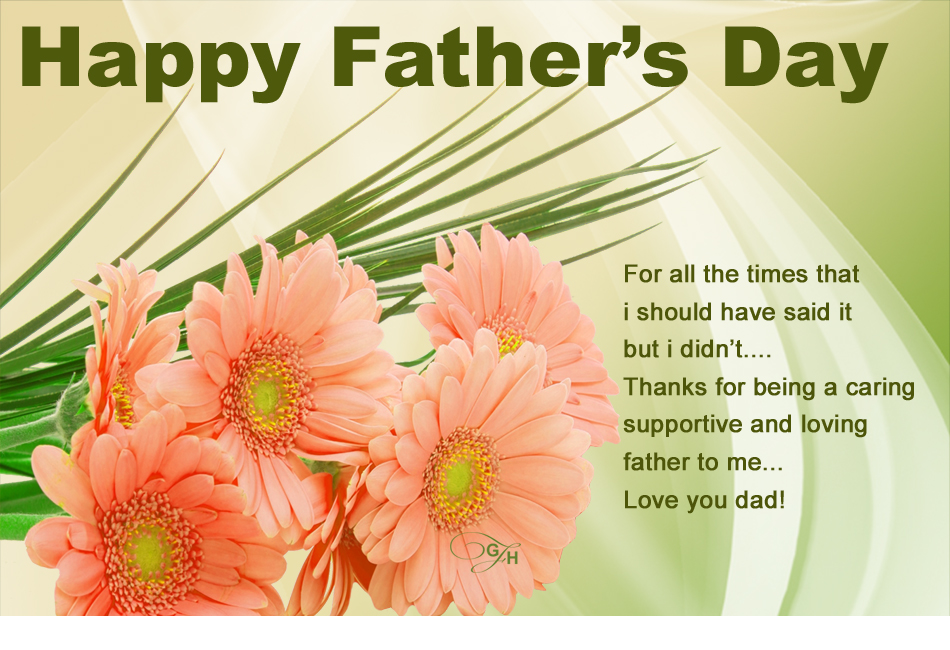 Happy Father’s Day
For all the times that
i should have said it
but i didn’t....
Thanks for being a caring
supportive and loving
father to me...
Love you dad!
G H